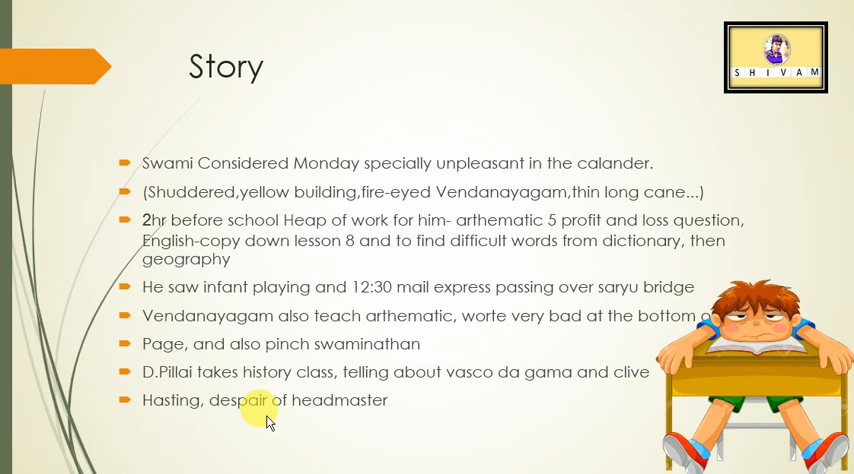 Story
SHIVAM
Swami Considered Monday specially unpleasant in the calander.
(Shuddered,yellow building,fire-eyed Vendanayagam,thin long cane...)
2hr before school Heap of work for him- arthematic 5 profit and loss question,
English-copy down lesson 8 and to find difficult words from dictionary, then
geography
He saw infant playing and 12:30 mail express passing over saryu bridge
Vendanayagam also teach arthematic, worte very bad at the bottom
Page, and also pinch swaminathan
D.Pillai takes history class, telling about vasco da gama and clive
Hasting, despair of headmaster